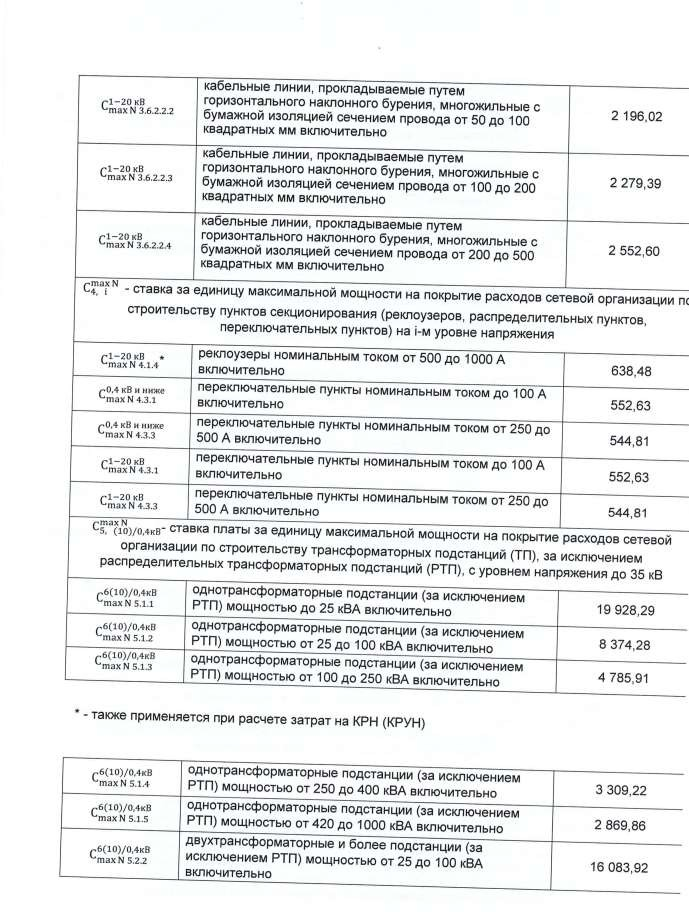 кабельные линии, прокладываемые путем
горизонтального наклонного бурения, многожильные с
бумажной изоляцией сечением провода от 50 до 100
квадратных мм включительно
C 1−20 кВ max N 3.6.2.2.2
2 196,02
кабельные линии, прокладываемые путем
горизонтального наклонного бурения, многожильные с
бумажной изоляцией сечением провода от 100 до 200
квадратных мм включительно
C 1−20 кВ max N 3.6.2.2.3
2 279,39
кабельные линии, прокладываемые путем
горизонтального наклонного бурения, многожильные с
бумажной изоляцией сечением провода от 200 до 500
квадратных мм включительно
C 1−20 кВ max N 3.6.2.2.4
2 552,60
C max N 4, i - ставка за единицу максимальной мощности на покрытие расходов сетевой организации по
строительству пунктов секционирования (реклоузеров, распределительных пунктов,
переключательных пунктов) на i-м уровне напряжения
C 1−20 кВ max N 4.1.4 *
реклоузеры номинальным током от 500 до 1000 А
включительно
638,48
C 0,4 кВ и ниже max N 4.3.1
переключательные пункты номинальным током до 100 А
включительно
552,63
C 0,4 кВ и ниже max N 4.3.3
переключательные пункты номинальным током от 250 до
500 А включительно
544,81
C 1−20 кВ max N 4.3.1
переключательные пункты номинальным током до 100 А
включительно
552,63
C 1−20 кВ max N 4.3.3
переключательные пункты номинальным током от 250 до
500 А включительно
544,81
C max N 5, (10)/0,4кВ - ставка платы за единицу максимальной мощности на покрытие расходов сетевой
организации по строительству трансформаторных подстанций (ТП), за исключением
распределительных трансформаторных подстанций (РТП), с уровнем напряжения до 35 кВ
C 6(10)/0,4кВ max N 5.1.1
однотрансформаторные подстанции (за исключением
РТП) мощностью до 25 кВА включительно
19 928,29
C 6(10)/0,4кВ max N 5.1.2
однотрансформаторные подстанции (за исключением
РТП) мощностью от 25 до 100 кВА включительно
8 374,28
C 6(10)/0,4кВ max N 5.1.3
однотрансформаторные подстанции (за исключением
РТП) мощностью от 100 до 250 кВА включительно
4 785,91
* - также применяется при расчете затрат на КРН (КРУН)
C 6(10)/0,4кВ max N 5.1.4
однотрансформаторные подстанции (за исключением
РТП) мощностью от 250 до 400 кВА включительно
3 309,22
C 6(10)/0,4кВ max N 5.1.5
однотрансформаторные подстанции (за исключением
РТП) мощностью от 420 до 1000 кВА включительно
2 869,86
C 6(10)/0,4кВ max N 5.2.2
двухтрансформаторные и более подстанции (за
исключением РТП) мощностью от 25 до 100 кВА
включительно
16 083,92